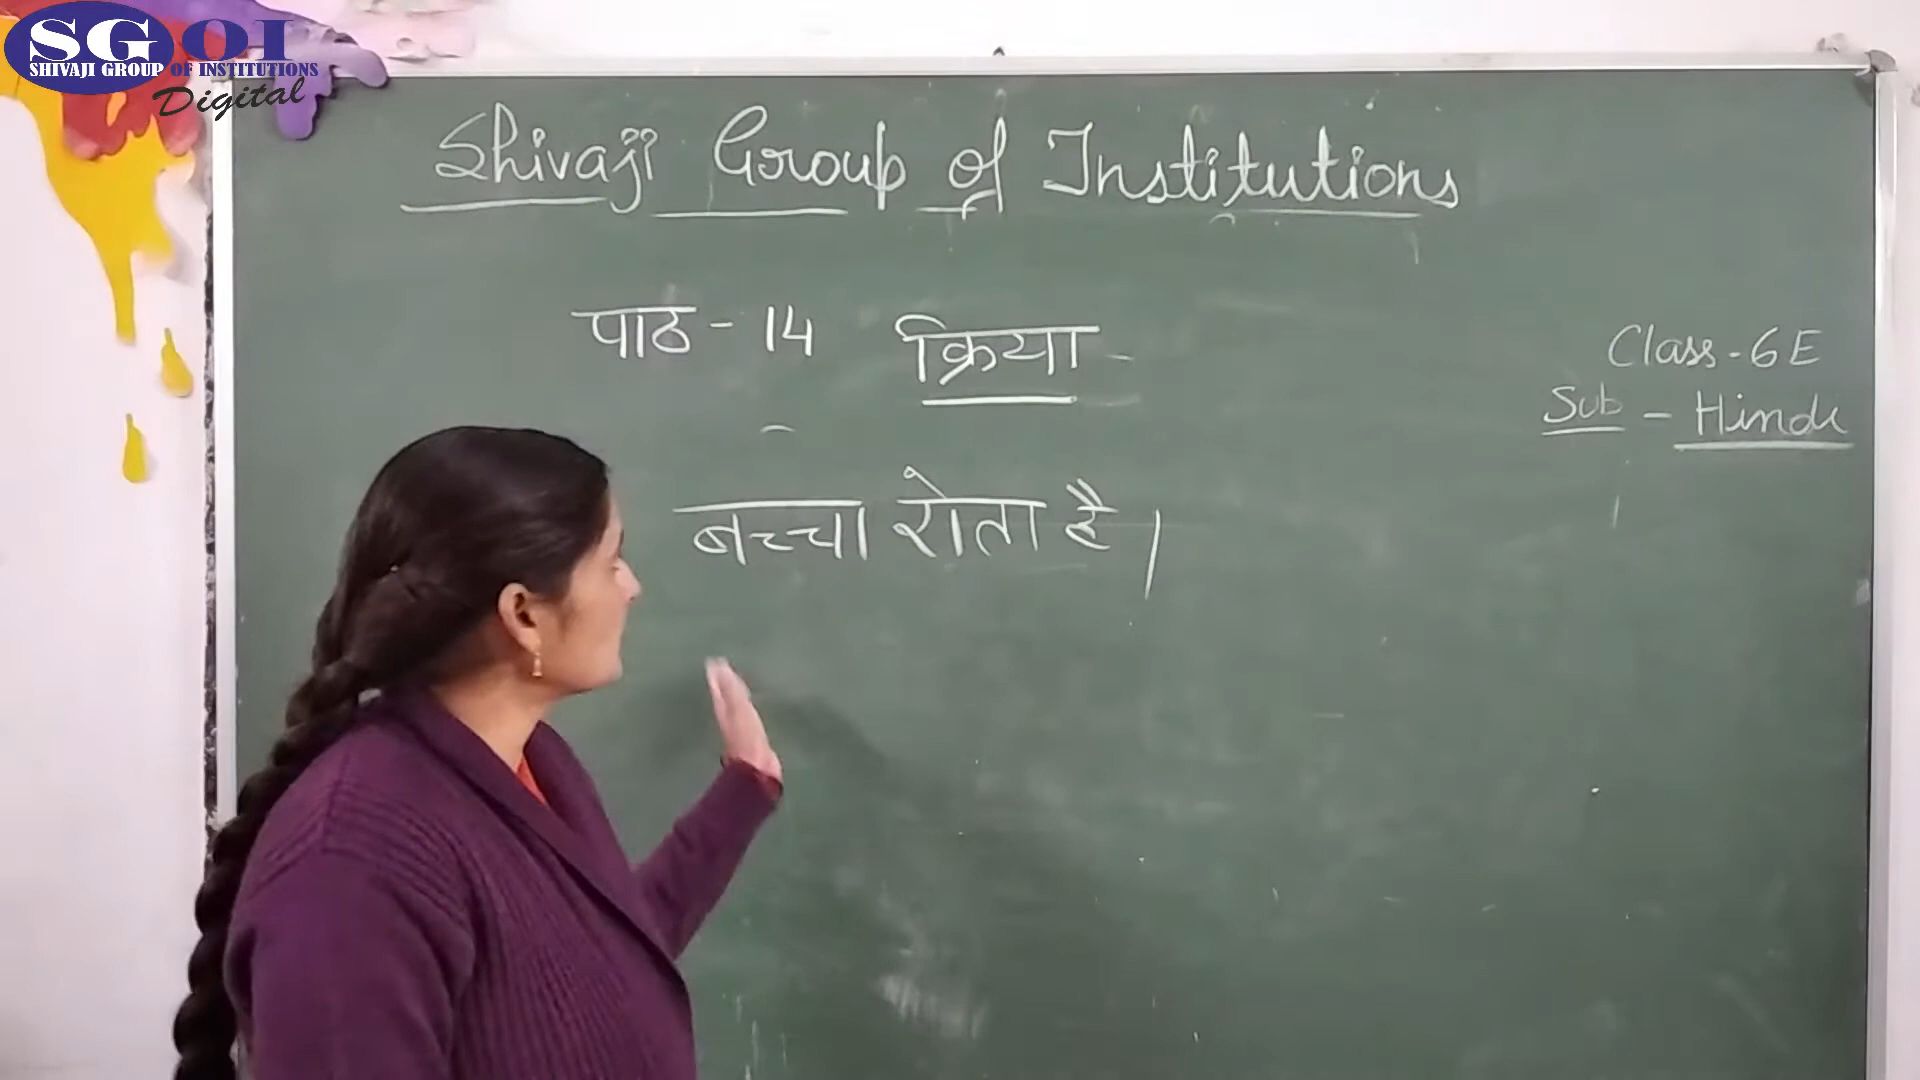 SGOI
SHIVAJI GROUP OF INSTITUTIONS
Digital
Shivaji Group of Institutions
पाठ - 14 क्रिया -
Class - 6E
Sub - Hindi
बच्चा रोता है।